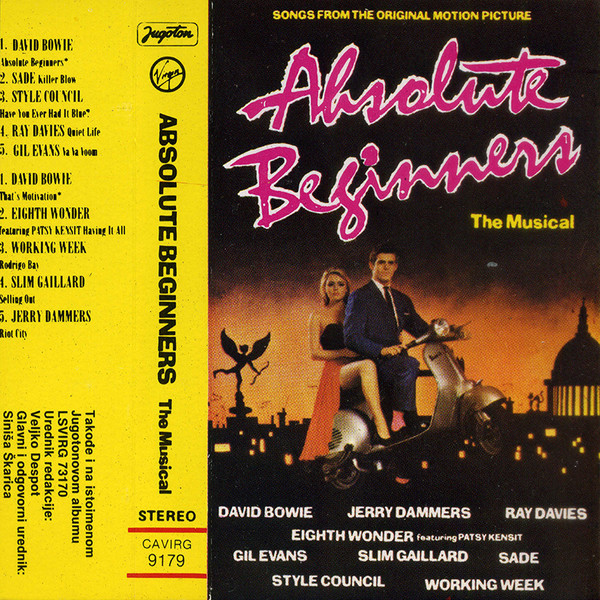 1. DAVID BOWIE
Absolute Beginners*
2. SADE Killer Blow
3. STYLE COUNCIL
Have You Ever Had It Blue?
4. RAY DAVIES Quiet Life
5. GIL EVANS Va Va Voom
1. DAVID BOWIE
That's Motivation*
2. EIGHTH WONDER
featuring PATSY KENSIT Having It All
3. WORKING WEEK
Rodrigo Bay
4. SLIM GAILLARD
Selling Out
5. JERRY DAMMERS
Riot City
Takođe i na istoimenom
Jugotonovom albumu
LSVIRG 73170
Urednik redakcije:
Veljko Despot
Glavni i odgovorni urednik:
Siniša Škarica
Jugoton
Virgin
ABSOLUTE BEGINNERS The Musical
STEREO
CAVIRG
9179
SONGS FROM THE ORIGINAL MOTION PICTURE
Absolute
Beginners
The Musical
DAVID BOWIE JERRY DAMMERS RAY DAVIES
EIGHTH WONDER featuring PATSY KENSIT
GIL EVANS SLIM GAILLARD SADE
STYLE COUNCIL WORKING WEEK